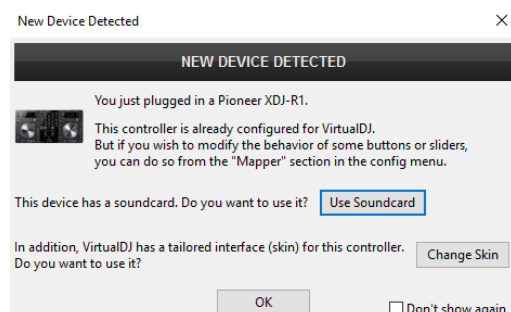 New Device Detected
NEW DEVICE DETECTED
You just plugged in a Pioneer XDJ-R1.
This controller is already configured for VirtualDJ.
But if you wish to modify the behavior of some buttons or sliders,
you can do so from the "Mapper" section in the config menu.
This device has a soundcard. Do you want to use it?
Use Soundcard
In addition, VirtualDJ has a tailored interface (skin) for this controller.
Do you want to use it?
Change Skin
OK
Don't show again